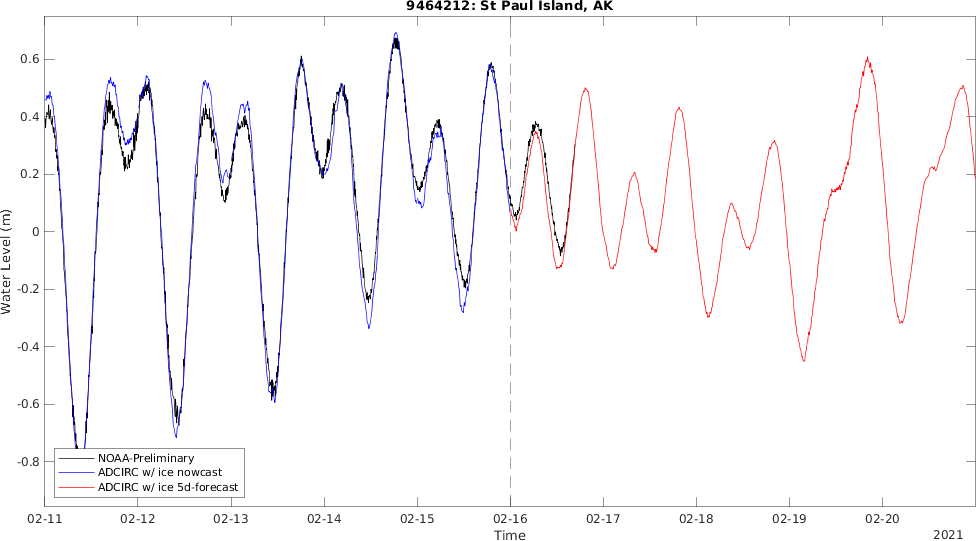 9464212: St Paul Island, AK
0.6
0.4
0.2
0
-0.2
-0.4
-0.6
-0.8
Water Level (m)
NOAA-Preliminary
ADCIRC w/ ice nowcast
ADCIRC w/ ice 5d-forecast
02-11 02-12 02-13 02-14 02-15 02-16 02-17 02-18 02-19 02-20
Time
2021